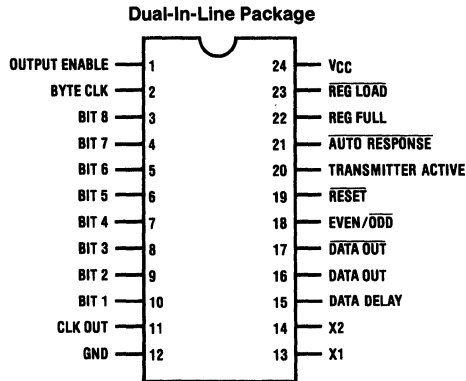 Dual-In-Line Package
OUTPUT ENABLE 1 24 VCC
BYTE CLK 2 23 REG LOAD
BIT 8 3 22 REG FULL
BIT 7 4 21 AUTO RESPONSE
BIT 6 5 20 TRANSMITTER ACTIVE
BIT 5 6 19 RESET
BIT 4 7 18 EVEN/ODD
BIT 3 8 17 DATA OUT
BIT 2 9 16 DATA OUT
BIT 1 10 15 DATA DELAY
CLK OUT 11 14 X2
GND 12 13 X1